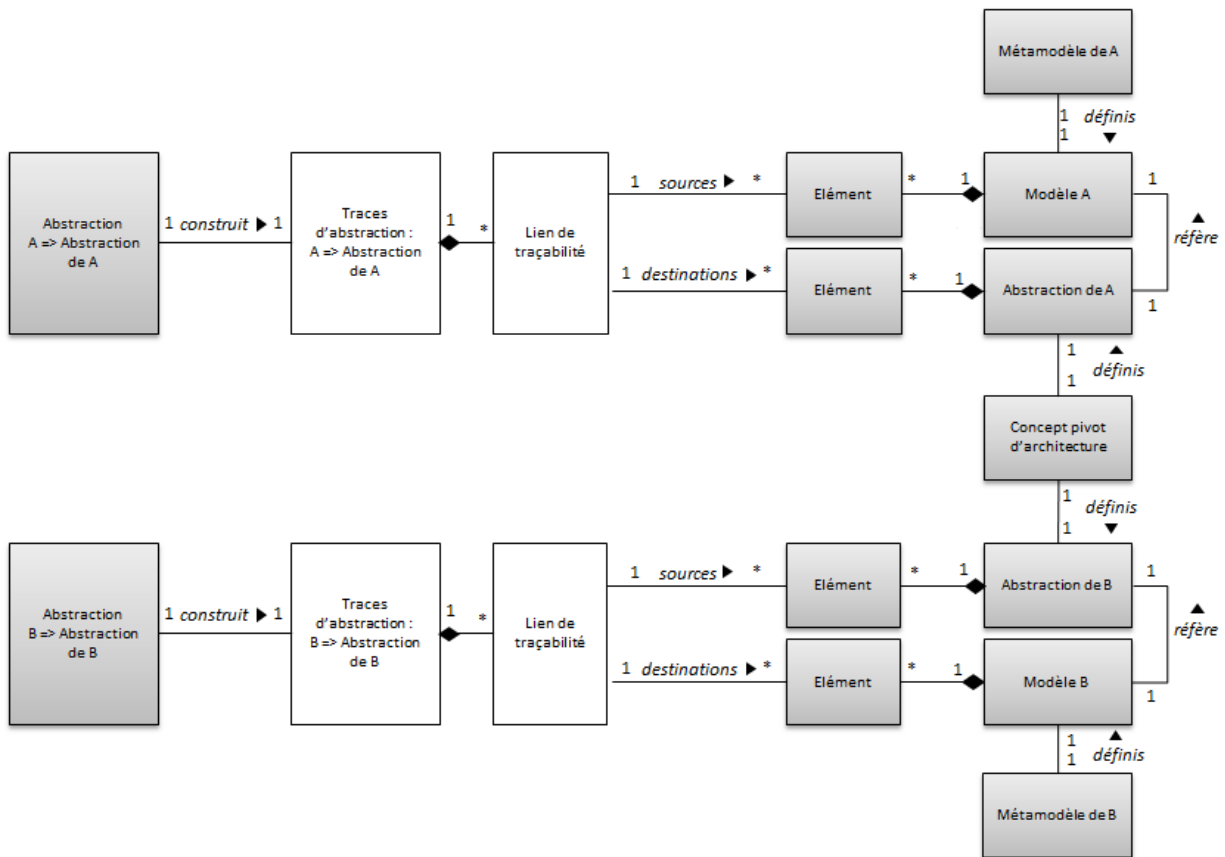 Métamodèle de A
1 définis
1 ▼
Abstraction
A => Abstraction
de A
1 construit ▶ 1
Traces
d’abstraction :
A => Abstraction
de A
1
*
Lien de
traçabilité
1 sources ▶ *
Elément
* 1
Modèle A
1
▲
réfère
1 destinations ▶ *
Elément
* 1
Abstraction de A
1
1 ▲
1 définis
Concept pivot
d’architecture
1 définis
1 ▼
Abstraction
B => Abstraction
de B
1 construit ▶ 1
Traces
d’abstraction :
B => Abstraction
de B
1
*
Lien de
traçabilité
1 sources ▶ *
Elément
* 1
Abstraction de B
1
▲
réfère
1 destinations ▶ *
Elément
* 1
Modèle B
1
1 ▲
1 définis
Métamodèle de B